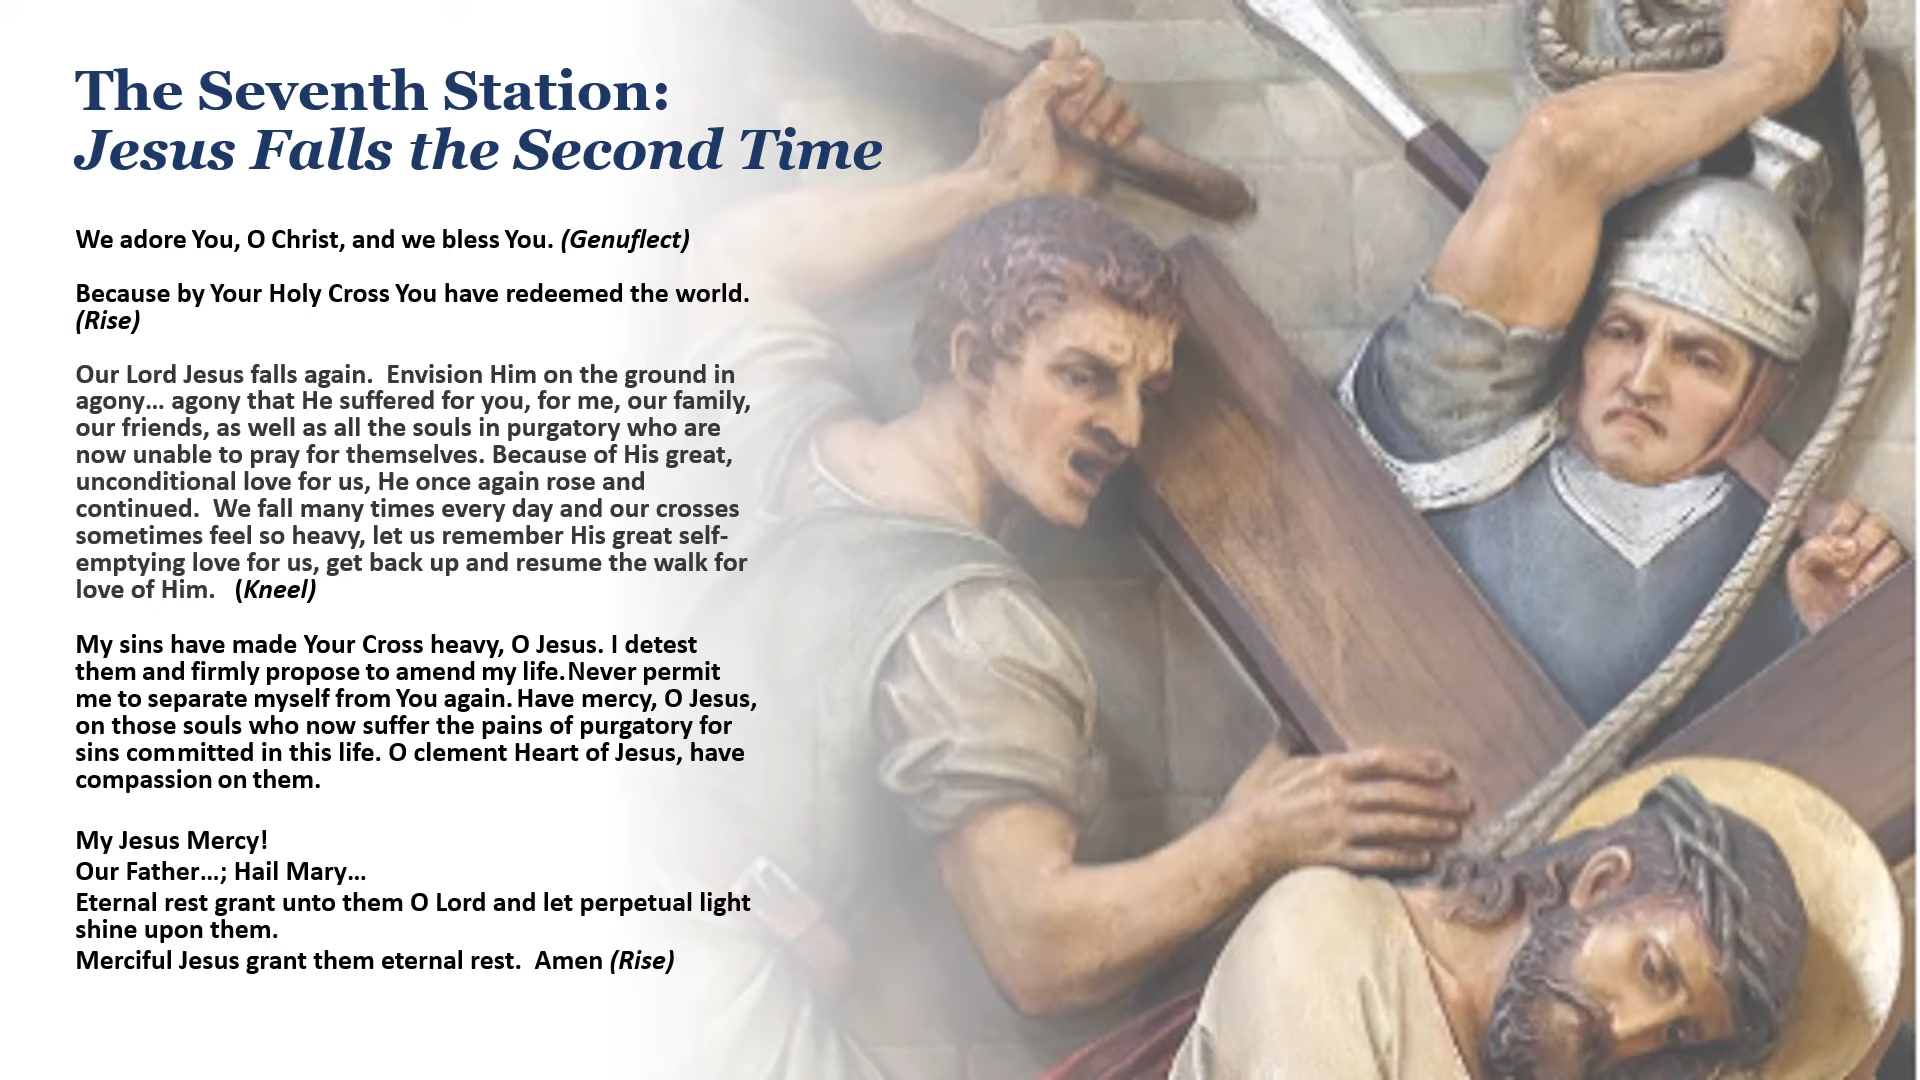 The Seventh Station:
Jesus Falls the Second Time
We adore You, O Christ, and we bless You. (Genuflect)
Because by Your Holy Cross You have redeemed the world.
(Rise)
Our Lord Jesus falls again.  Envision Him on the ground in
agony... agony that He suffered for you, for me, our family,
our friends, as well as all the souls in purgatory who are
now unable to pray for themselves. Because of His great,
unconditional love for us, He once again rose and
continued.  We fall many times every day and our crosses
sometimes feel so heavy, let us remember His great self-
emptying love for us, get back up and resume the walk for
love of Him.   (Kneel)
My sins have made Your Cross heavy, O Jesus. I detest
them and firmly propose to amend my life.Never permit
me to separate myself from You again. Have mercy, O Jesus,
on those souls who now suffer the pains of purgatory for
sins committed in this life. O clement Heart of Jesus, have
compassion on them.
My Jesus Mercy!
Our Father...; Hail Mary...
Eternal rest grant unto them O Lord and let perpetual light
shine upon them.
Merciful Jesus grant them eternal rest.  Amen (Rise)